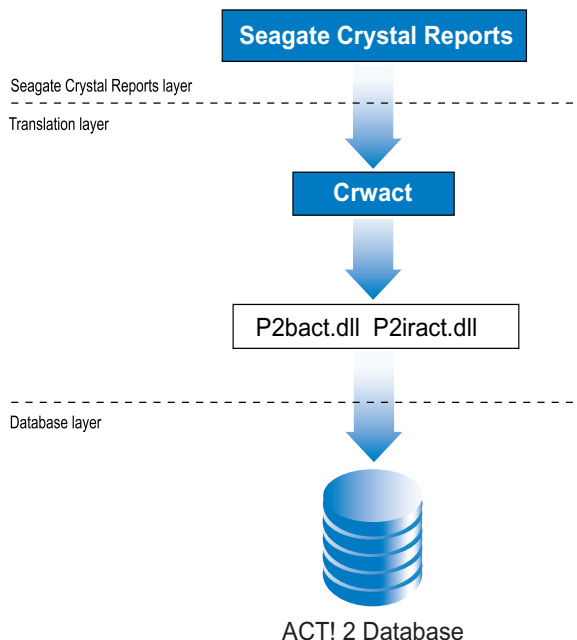 Seagate Crystal Reports
Seagate Crystal Reports layer
Translation layer
Crwact
P2bact.dll P2iract.dll
Database layer
ACT! 2 Database